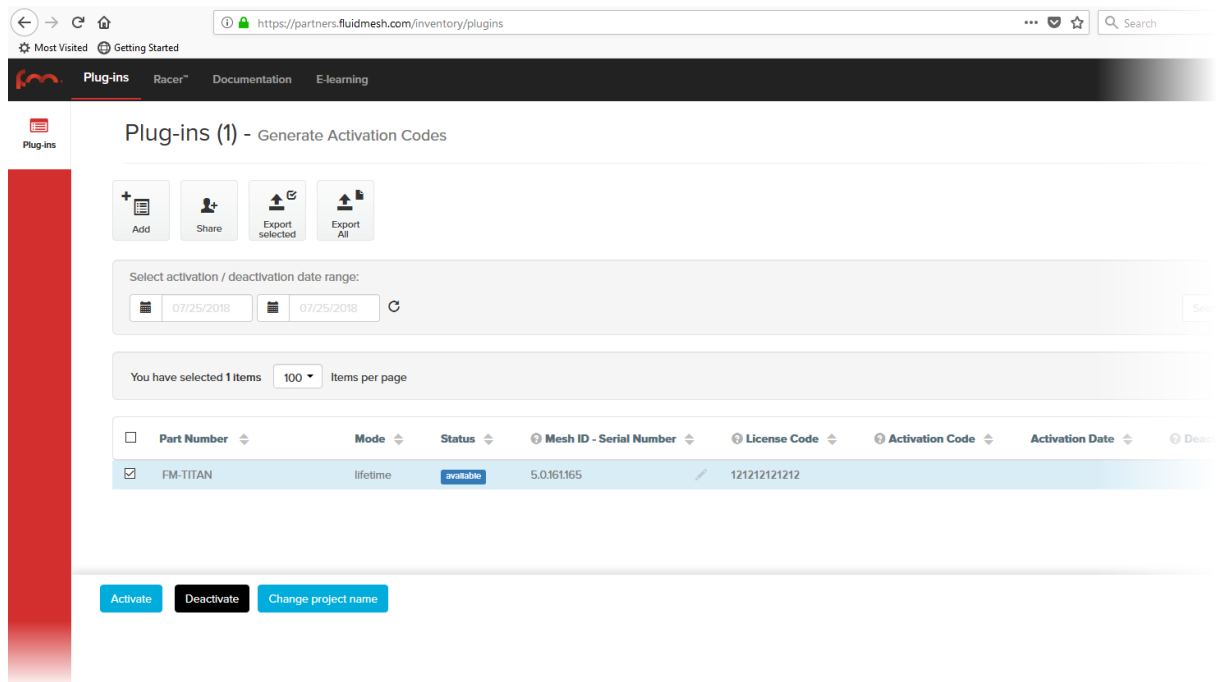 https://partners.fluidmesh.com/inventory/plugins
Search
Most Visited Getting Started
fm. Plug-ins Racer™ Documentation E-learning
Plug-ins
Plug-ins (1) - Generate Activation Codes
Add Share Export selected Export All
Select activation / deactivation date range:
07/25/2018 07/25/2018
You have selected 1 items 100 Items per page
Part Number Mode Status Mesh ID - Serial Number License Code Activation Code Activation Date
FM-TITAN lifetime available 5.0.161.165 121212121212
Activate Deactivate Change project name